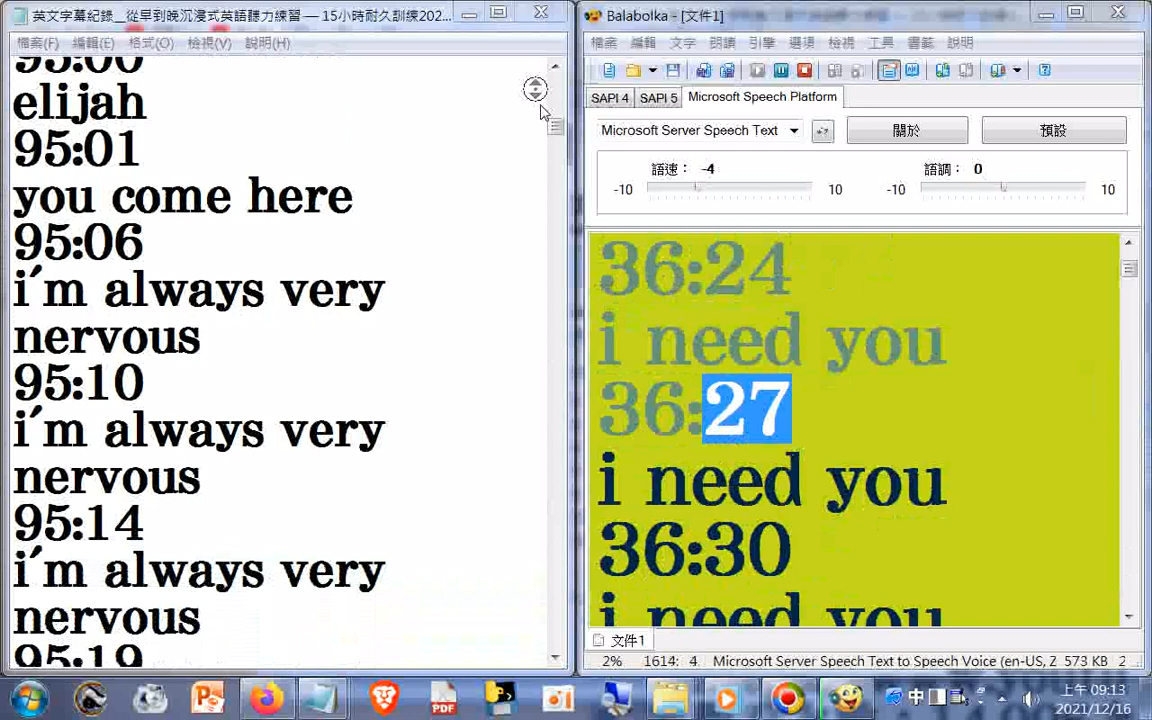 英文字幕紀錄__從早到晚沉浸式英語聽力練習 — 15小時耐久訓練202...
檔案(F) 編輯(E) 格式(O) 檢視(V) 說明(H)
95:00
elijah
95:01
you come here
95:06
i'm always very
nervous
95:10
i'm always very
nervous
95:14
i'm always very
nervous
95:19
Balabolka - [文件1]
檔案 編輯 文字 朗讀 引擎 選項 檢視 工具 書籤 說明
SAPI 4 SAPI 5 Microsoft Speech Platform
Microsoft Server Speech Text 關於 預設
語速： -4 語調： 0
-10 10 -10 10
36:24
i need you
36:27
i need you
36:30
i need you
文件1
2% 1614: 4. Microsoft Server Speech Text to Speech Voice (en-US, Z 573 KB 2
PDF
中
上午 09:13
2021/12/16